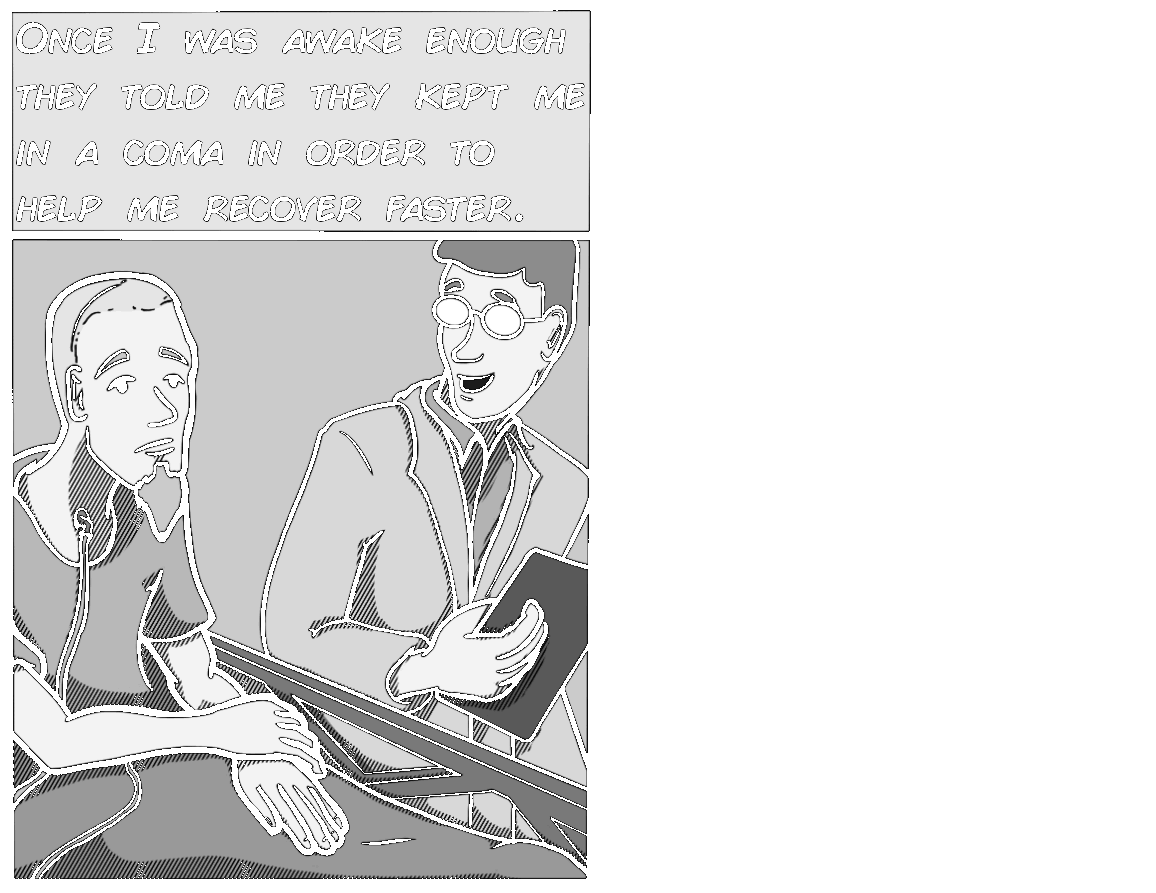 ONCE I WAS AWAKE ENOUGH
THEY TOLD ME THEY KEPT ME
IN A COMA IN ORDER TO
HELP ME RECOVER FASTER.